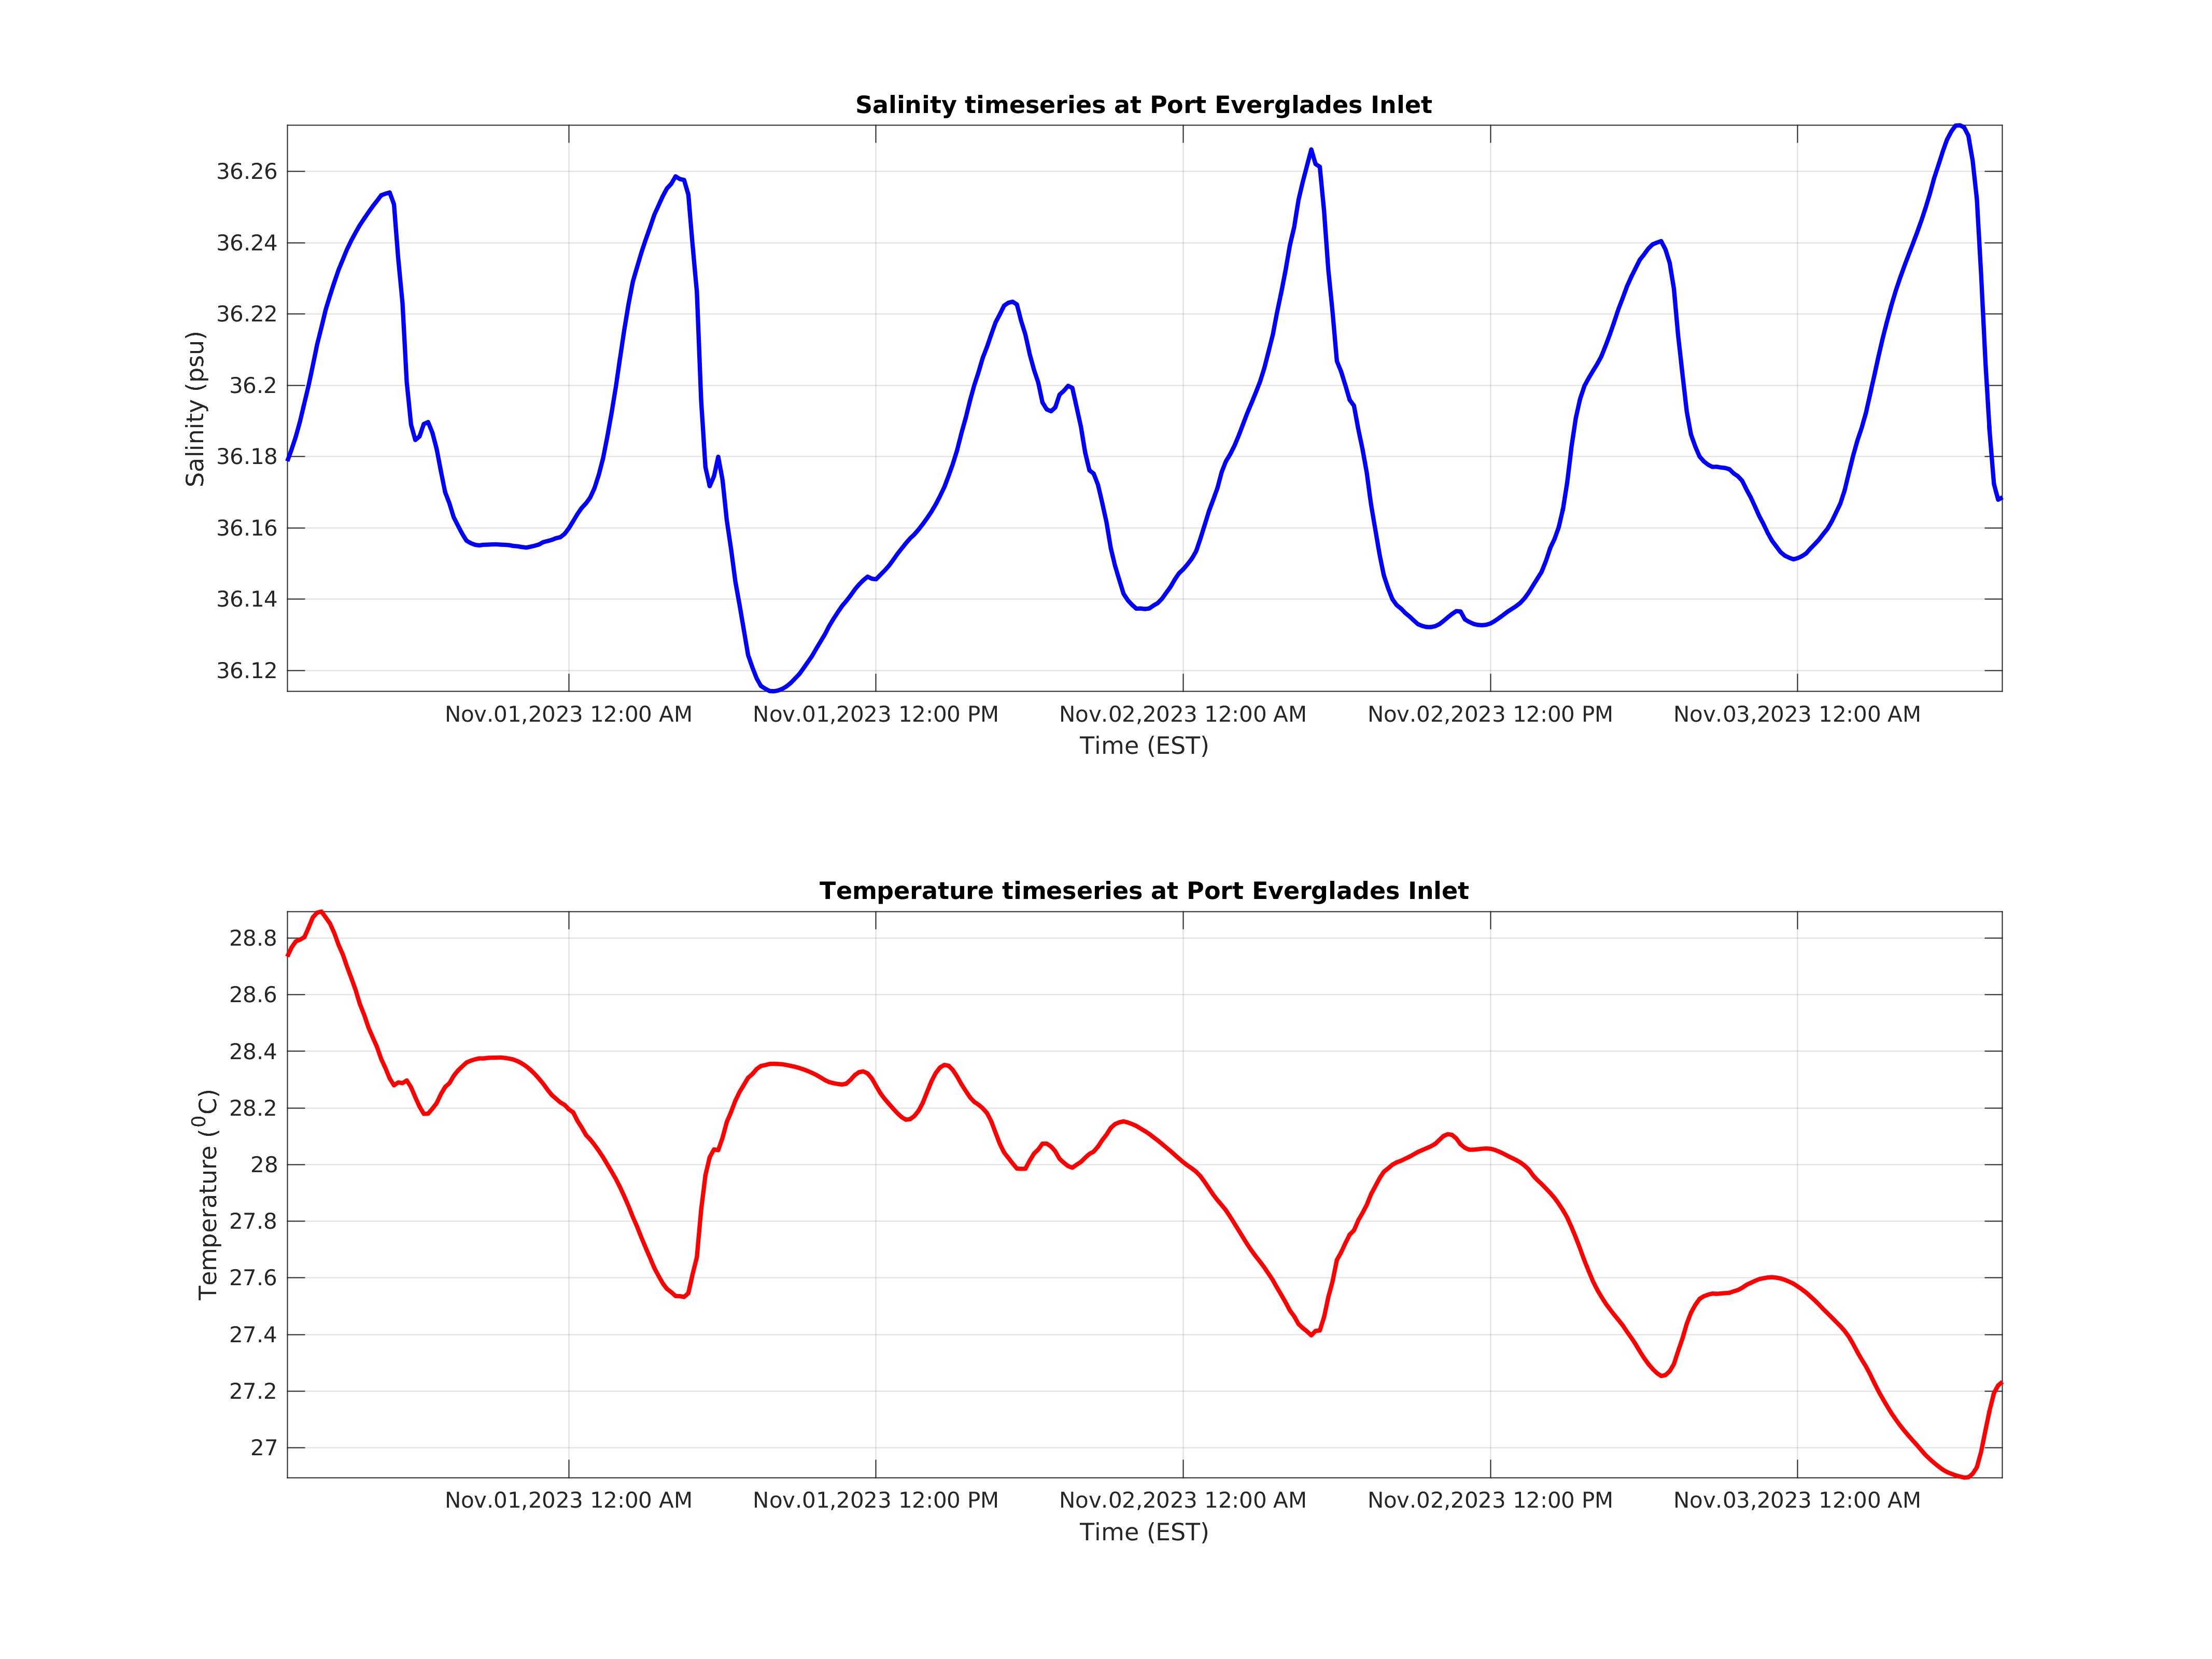 Salinity timeseries at Port Everglades Inlet
36.26
36.24
36.22
36.2
36.18
36.16
36.14
36.12
Salinity (psu)
Nov.01,2023 12:00 AM Nov.01,2023 12:00 PM Nov.02,2023 12:00 AM Nov.02,2023 12:00 PM Nov.03,2023 12:00 AM
Time (EST)
Temperature timeseries at Port Everglades Inlet
28.8
28.6
28.4
28.2
28
27.8
27.6
27.4
27.2
27
Temperature (⁰C)
Nov.01,2023 12:00 AM Nov.01,2023 12:00 PM Nov.02,2023 12:00 AM Nov.02,2023 12:00 PM Nov.03,2023 12:00 AM
Time (EST)